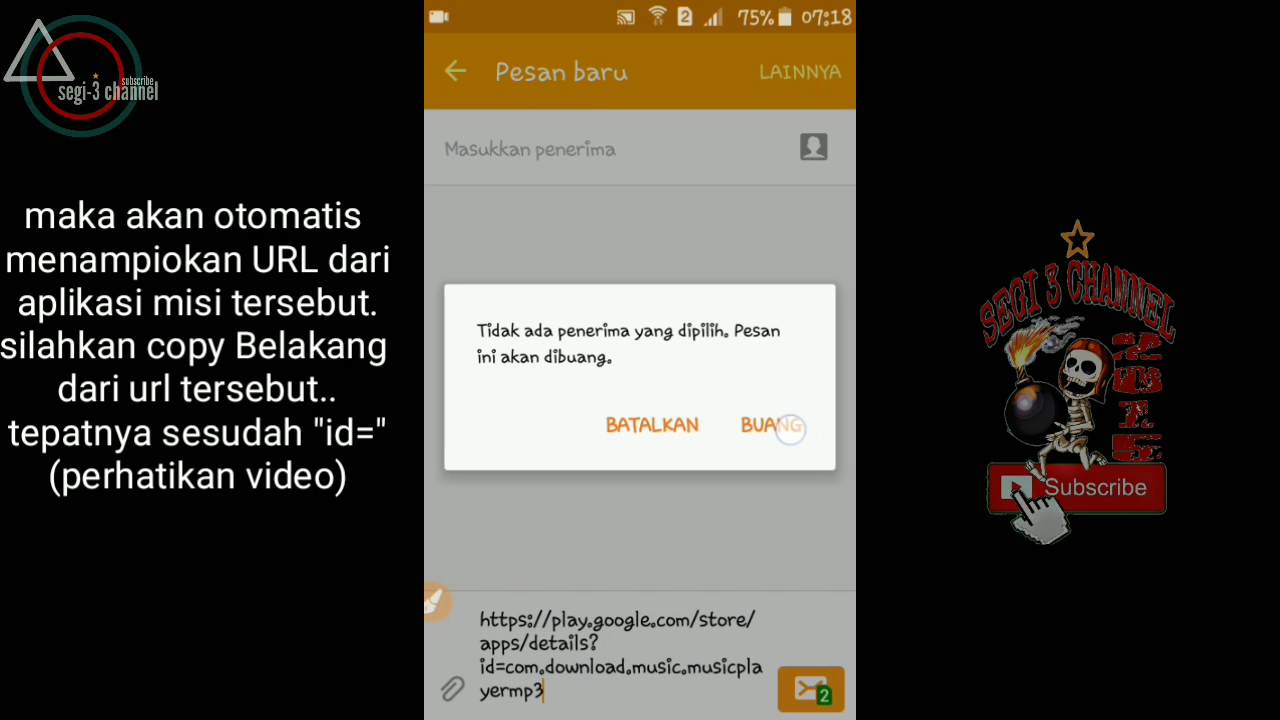 subscribe
segi-3 channel
maka akan otomatis
menampiokan URL dari
aplikasi misi tersebut.
silahkan copy Belakang
dari url tersebut..
tepatnya sesudah "id="
(perhatikan video)
2
75%
07:18
Pesan baru
LAINNYA
Masukkan penerima
Tidak ada penerima yang dipilih. Pesan
ini akan dibuang.
BATALKAN
BUANG
https://play.google.com/store/
apps/details?
id=com.download.music.musicpla
yermp3
2
SEGI 3 CHANNEL
Subscribe